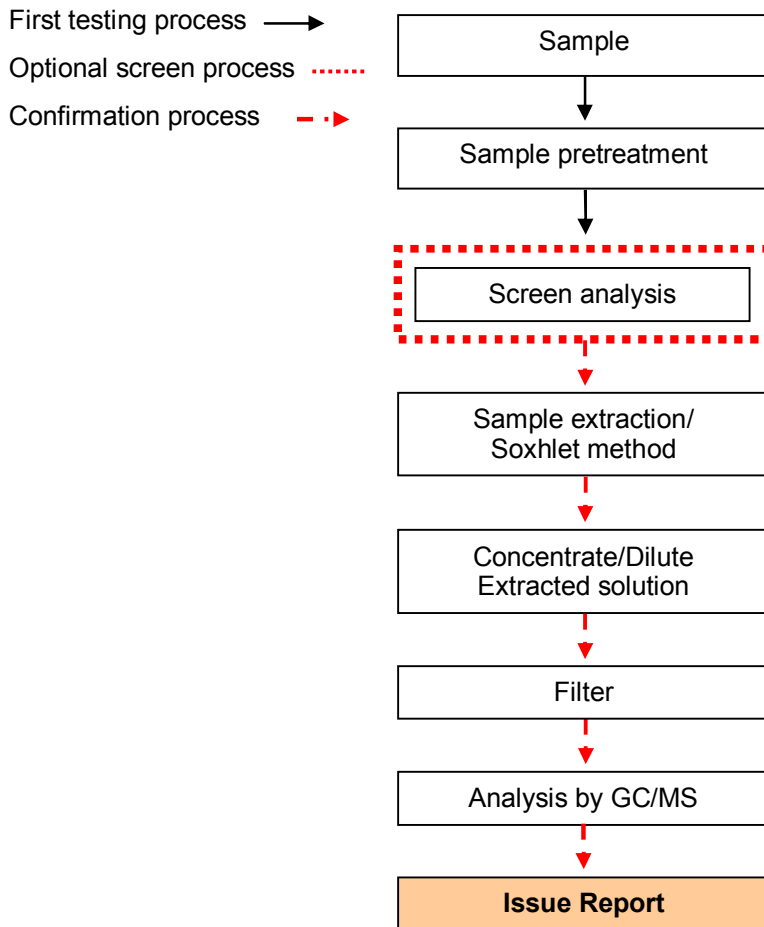 First testing process
Optional screen process
Confirmation process
Sample
Sample pretreatment
Screen analysis
Sample extraction/
Soxhlet method
Concentrate/Dilute
Extracted solution
Filter
Analysis by GC/MS
Issue Report